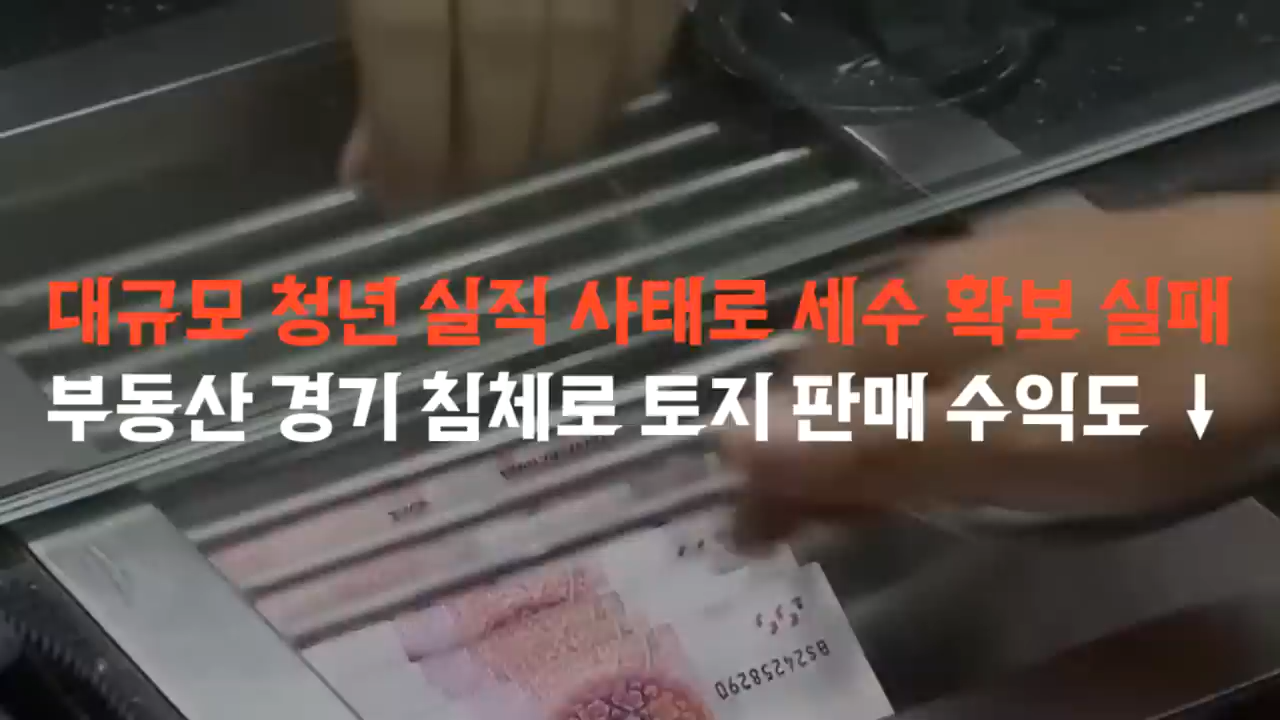 대규모 청년 실직 사태로 세수 확보 실패
부동산 경기 침체로 토지 판매 수익도 ↓
BS24258290